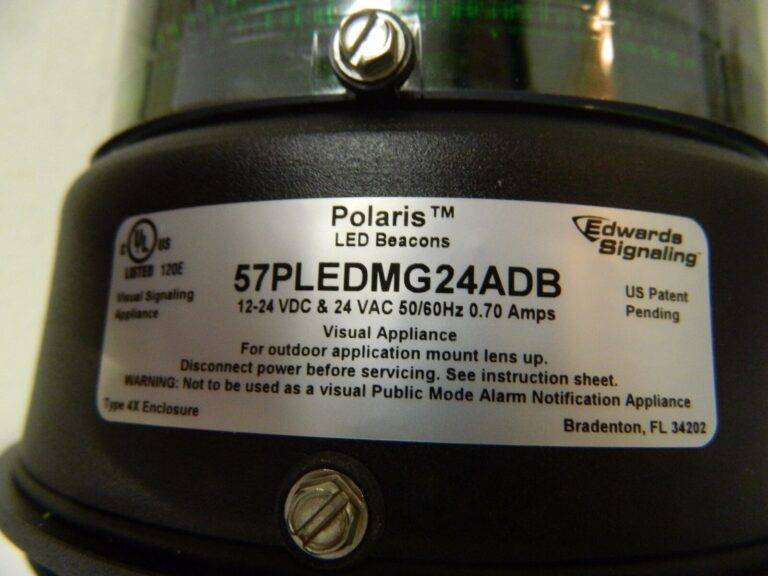 Polaris™
LED Beacons
Edwards
Signaling
C UL US
LISTED 120E
57PLEDMG24ADB
Visual Signaling
Appliance
12-24 VDC & 24 VAC 50/60Hz 0.70 Amps
US Patent
Pending
Visual Appliance
For outdoor application mount lens up.
Disconnect power before servicing. See instruction sheet.
WARNING: Not to be used as a visual Public Mode Alarm Notification Appliance
Type 4X Enclosure
Bradenton, FL 34202